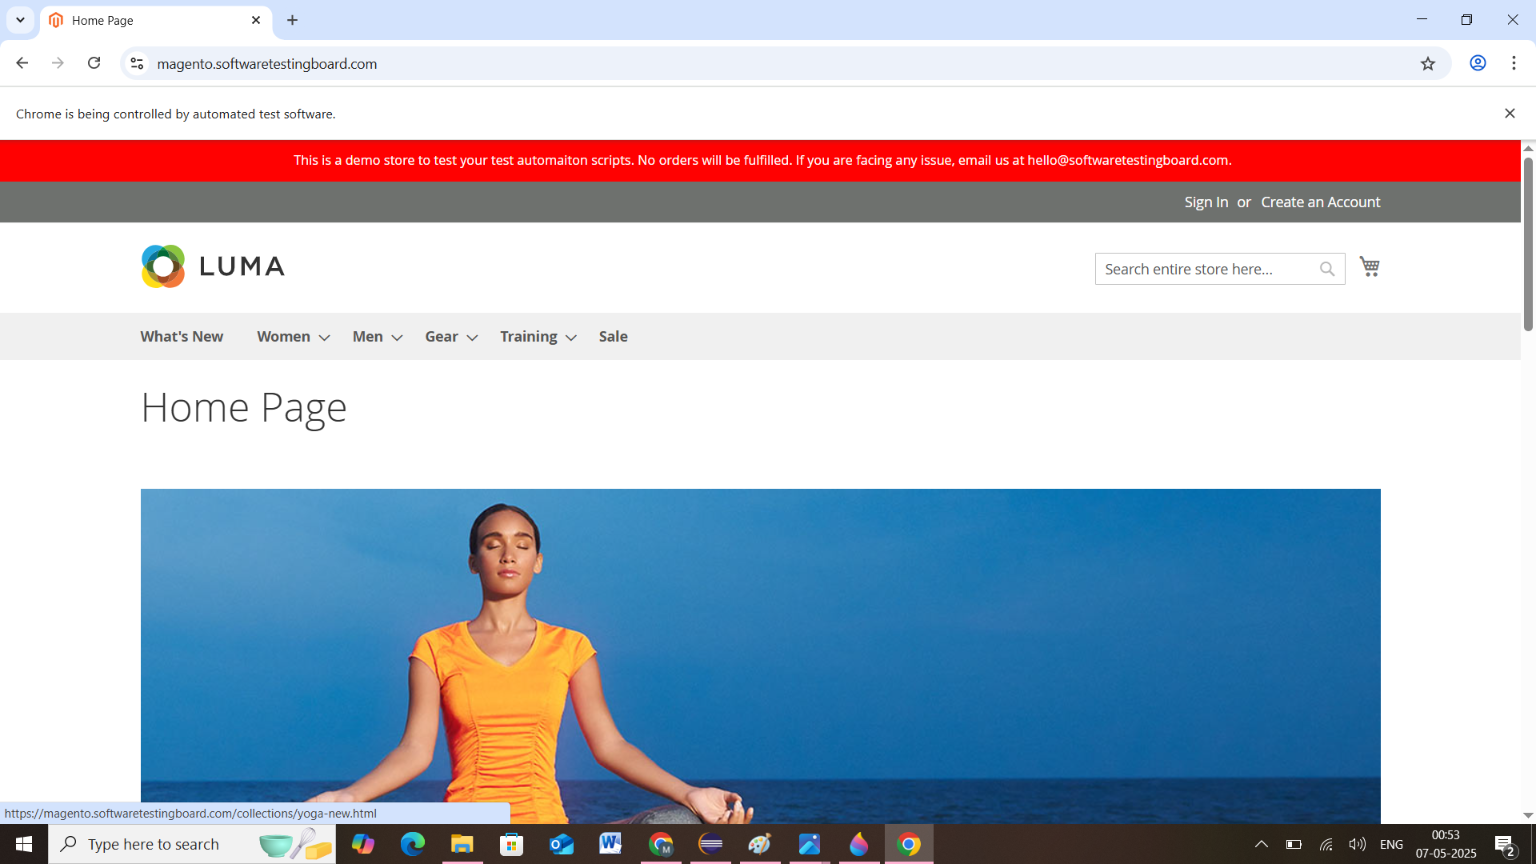 Home Page
magento.softwaretestingboard.com
Chrome is being controlled by automated test software.
This is a demo store to test your test automaiton scripts. No orders will be fulfilled. If you are facing any issue, email us at hello@softwaretestingboard.com.
Sign In or Create an Account
LUMA
Search entire store here...
What's New Women Men Gear Training Sale
Home Page
https://magento.softwaretestingboard.com/collections/yoga-new.html
Type here to search
ENG
00:53
07-05-2025
2